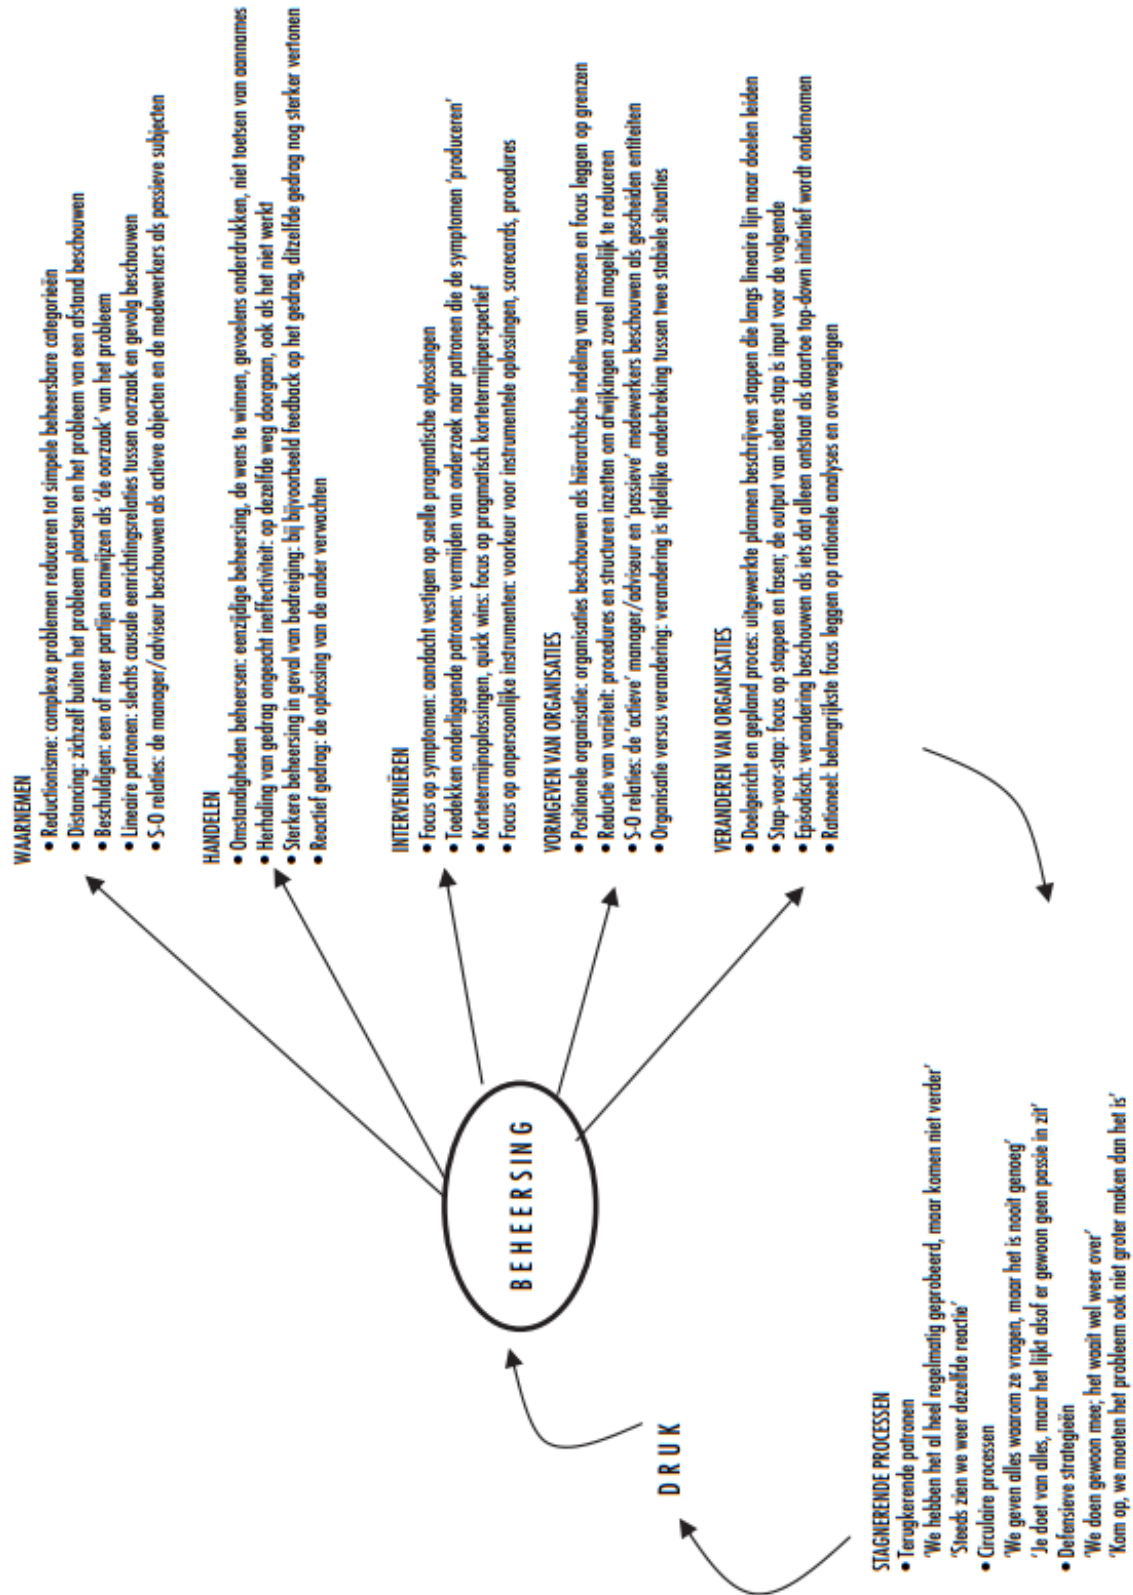 WAARNEMEN
• Reductionisme: complexe problemen reduceren tot simpele beheersbare categorieën
• Distancing: zichzelf buiten het probleem plaatsen en het probleem van een afstand beschouwen
• Beschuldigen: een of meer partijen aanwijzen als ‘de oorzaak’ van het probleem
• Lineaire patronen: slechts causale eenrichtingsrelaties tussen oorzaak en gevolg beschouwen
• S-O relaties: de manager/adviseur beschouwen als actieve objecten en de medewerkers als passieve subjecten
HANDELEN
• Omstandigheden beheersen: eenzijdige beheersing, de wens te winnen, gevoelens onderdrukken, niet toetsen van aannames
• Herhaling van gedrag ongeacht ineffectiviteit: op dezelfde weg doorgaan, ook als het niet werkt
• Sterkere beheersing in geval van bedreiging: bij bijvoorbeeld feedback op het gedrag, ditzelfde gedrag nog sterker vertonen
• Reactief gedrag: de oplossing van de ander verwachten
INTERVENIËREN
• Focus op symptomen: aandacht vestigen op snelle pragmatische oplossingen
• Toedekken onderliggende patronen: vermijden van onderzoek naar patronen die de symptomen ‘produceren’
• Kortetermijnoplossingen, quick wins: focus op pragmatisch kortetermijnperspectief
• Focus op onpersoonlijke instrumenten: voorkeur voor instrumentele oplossingen, scorecards, procedures
VORMGEVEN VAN ORGANISATIES
• Positionele organisatie: organisaties beschouwen als hiërarchische indeling van mensen en focus leggen op grenzen
• Reductie van variëteit: procedures en structuren inzetten om afwijkingen zoveel mogelijk te reduceren
• S-O relaties: de ‘actieve’ manager/adviseur en ‘passieve’ medewerkers beschouwen als gescheiden entiteiten
• Organisatie versus verandering: verandering is tijdelijke onderbreking tussen twee stabiele situaties
VERANDEREN VAN ORGANISATIES
• Doelgericht en gepland proces: uitgewerkte plannen beschrijven stappen die langs lineaire lijn naar doelen leiden
• Stap-voor-stap: focus op stappen en fasen; de output van iedere stap is input voor de volgende
• Episodisch: verandering beschouwen als iets dat alleen ontstaat als daartoe top-down initiatief wordt ondernomen
• Rationeel: belangrijkste focus leggen op rationele analyses en overwegingen
BEHEERSING
DRUK
STAGNERENDE PROCESSEN
• Terugkerende patronen
‘We hebben het al heel regelmatig geprobeerd, maar komen niet verder’
‘Steeds zien we weer dezelfde reactie’
• Circulaire processen
‘We geven alles waarom ze vragen, maar het is nooit genoeg’
‘Je doet van alles, maar het lijkt alsof er gewoon geen passie in zit’
• Defensieve strategieën
‘We doen gewoon mee; het waait wel weer over’
‘Kom op, we moeten het probleem ook niet groter maken dan het is’